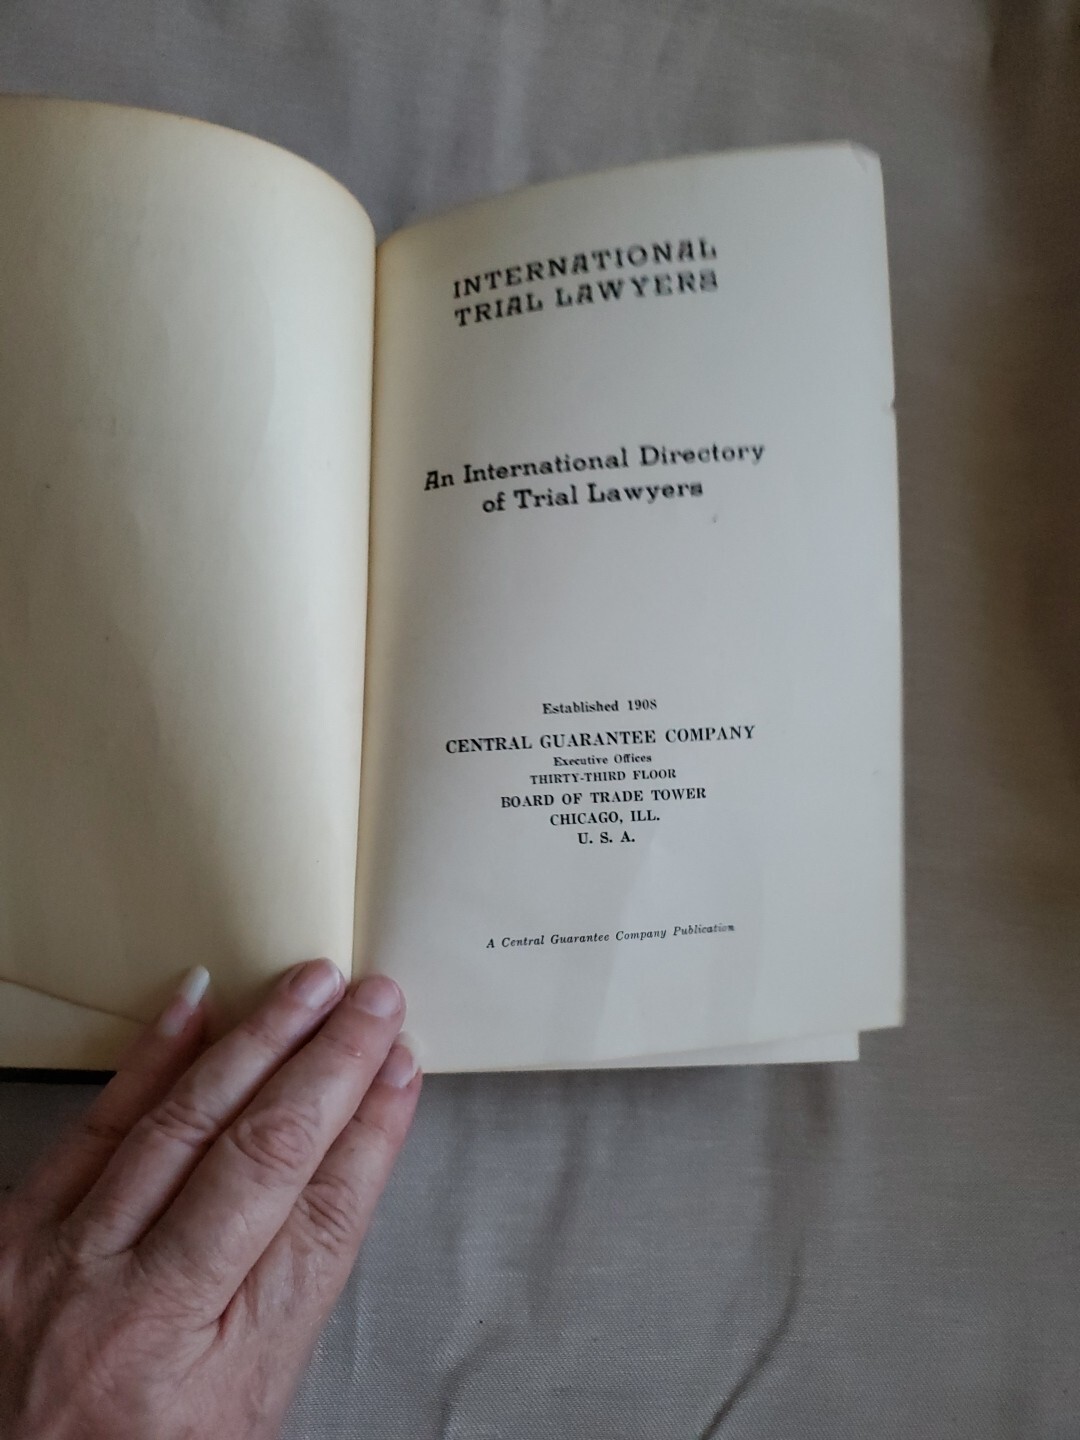 INTERNATIONAL
TRIAL LAWYERS
An International Directory
of Trial Lawyers
Established 1908
CENTRAL GUARANTEE COMPANY
Executive Offices
THIRTY-THIRD FLOOR
BOARD OF TRADE TOWER
CHICAGO, ILL.
U. S. A.
A Central Guarantee Company Publication